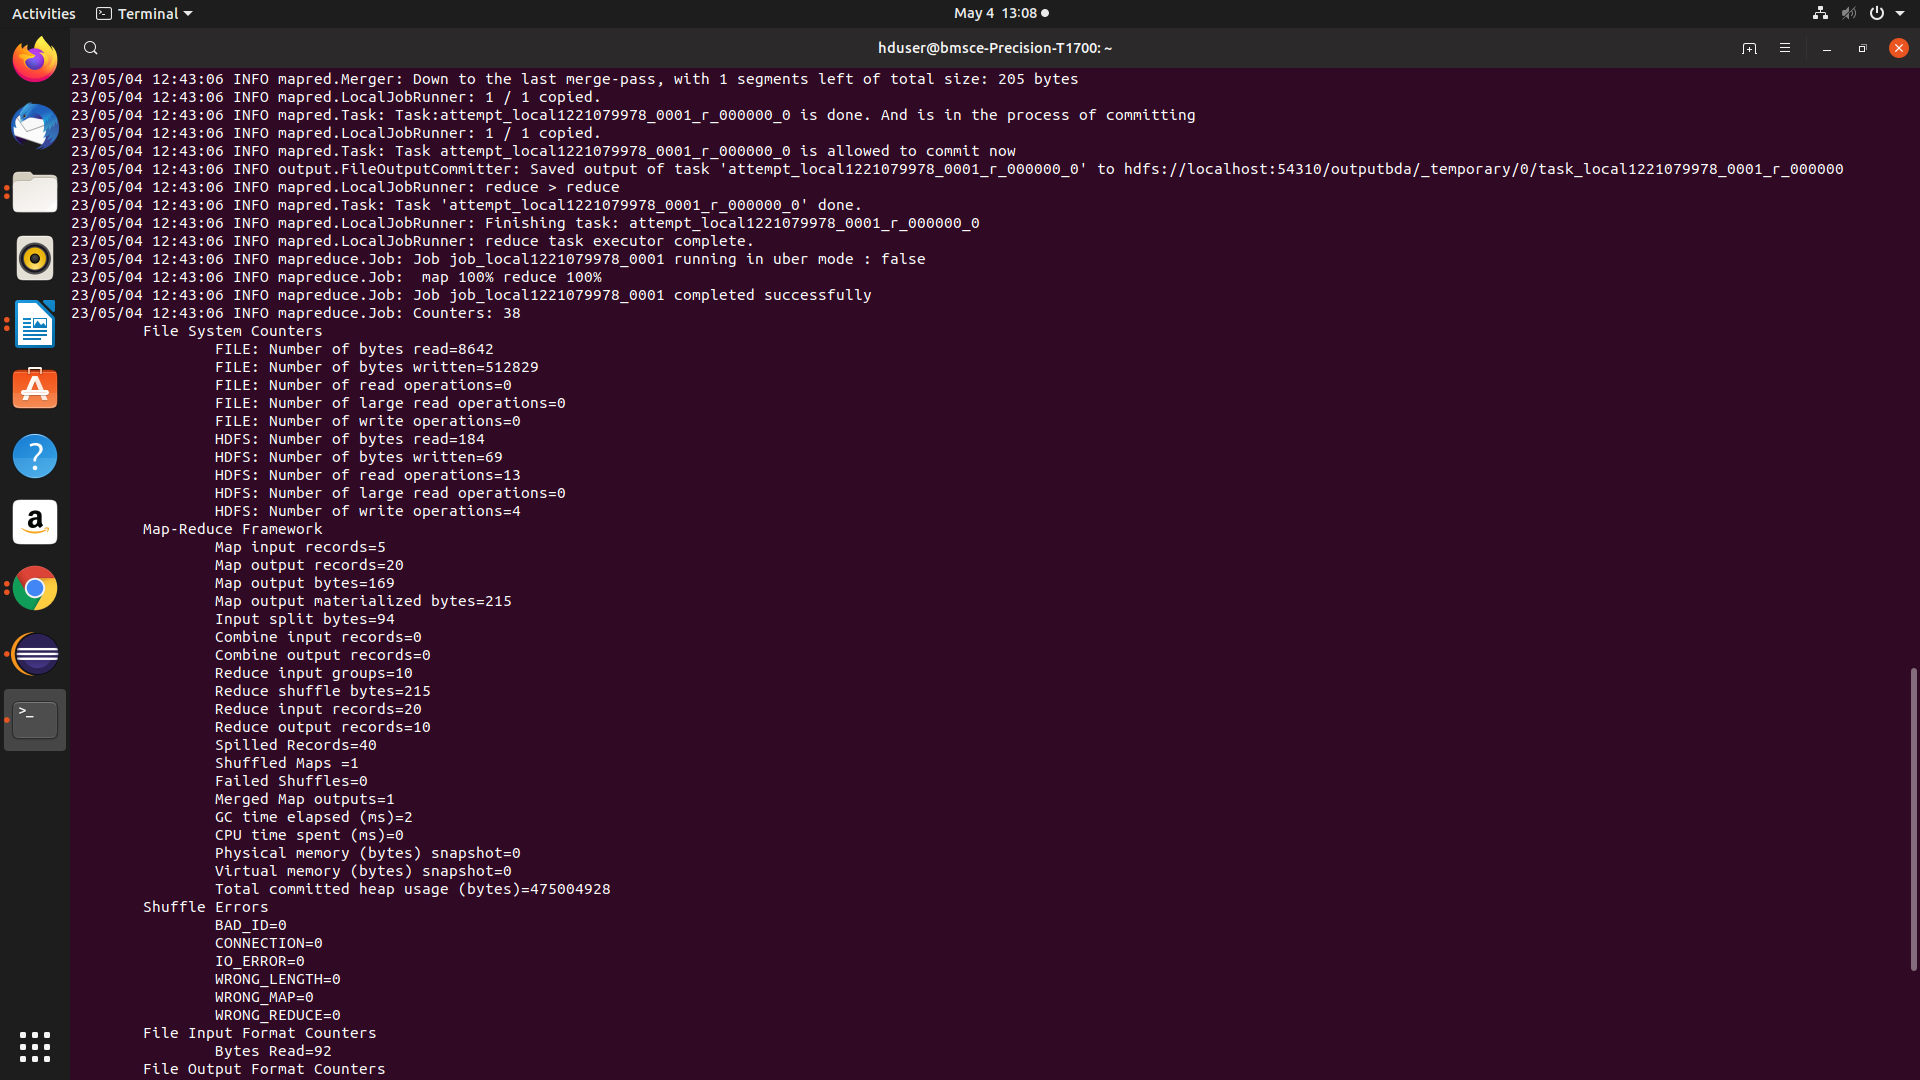 Activities
Terminal
May 4 13:08
hduser@bmsce-Precision-T1700: ~
23/05/04 12:43:06 INFO mapred.Merger: Down to the last merge-pass, with 1 segments left of total size: 205 bytes
23/05/04 12:43:06 INFO mapred.LocalJobRunner: 1 / 1 copied.
23/05/04 12:43:06 INFO mapred.Task: Task:attempt_local1221079978_0001_r_000000_0 is done. And is in the process of committing
23/05/04 12:43:06 INFO mapred.LocalJobRunner: 1 / 1 copied.
23/05/04 12:43:06 INFO mapred.Task: Task attempt_local1221079978_0001_r_000000_0 is allowed to commit now
23/05/04 12:43:06 INFO output.FileOutputCommitter: Saved output of task 'attempt_local1221079978_0001_r_000000_0' to hdfs://localhost:54310/outputbda/_temporary/0/task_local1221079978_0001_r_000000
23/05/04 12:43:06 INFO mapred.LocalJobRunner: reduce > reduce
23/05/04 12:43:06 INFO mapred.Task: Task 'attempt_local1221079978_0001_r_000000_0' done.
23/05/04 12:43:06 INFO mapred.LocalJobRunner: Finishing task: attempt_local1221079978_0001_r_000000_0
23/05/04 12:43:06 INFO mapred.LocalJobRunner: reduce task executor complete.
23/05/04 12:43:06 INFO mapreduce.Job: Job job_local1221079978_0001 running in uber mode : false
23/05/04 12:43:06 INFO mapreduce.Job:  map 100% reduce 100%
23/05/04 12:43:06 INFO mapreduce.Job: Job job_local1221079978_0001 completed successfully
23/05/04 12:43:06 INFO mapreduce.Job: Counters: 38
File System Counters
FILE: Number of bytes read=8642
FILE: Number of bytes written=512829
FILE: Number of read operations=0
FILE: Number of large read operations=0
FILE: Number of write operations=0
HDFS: Number of bytes read=184
HDFS: Number of bytes written=69
HDFS: Number of read operations=13
HDFS: Number of large read operations=0
HDFS: Number of write operations=4
Map-Reduce Framework
Map input records=5
Map output records=20
Map output bytes=169
Map output materialized bytes=215
Input split bytes=94
Combine input records=0
Combine output records=0
Reduce input groups=10
Reduce shuffle bytes=215
Reduce input records=20
Reduce output records=10
Spilled Records=40
Shuffled Maps =1
Failed Shuffles=0
Merged Map outputs=1
GC time elapsed (ms)=2
CPU time spent (ms)=0
Physical memory (bytes) snapshot=0
Virtual memory (bytes) snapshot=0
Total committed heap usage (bytes)=475004928
Shuffle Errors
BAD_ID=0
CONNECTION=0
IO_ERROR=0
WRONG_LENGTH=0
WRONG_MAP=0
WRONG_REDUCE=0
File Input Format Counters
Bytes Read=92
File Output Format Counters